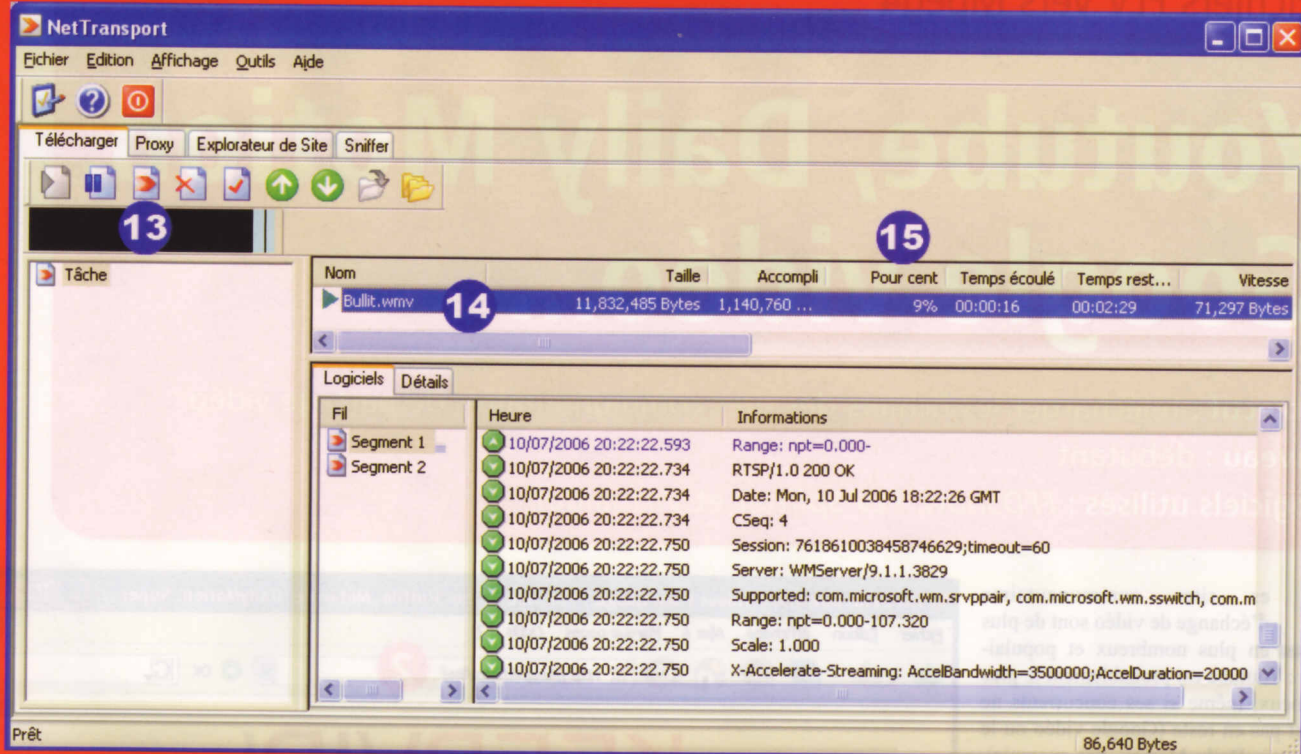 NetTransport
Fichier Edition Affichage Outils Aide
Télécharger Proxy Explorateur de Site Sniffer
13
15
Tâche
Nom Taille Accompli Pour cent Temps écoulé Temps rest... Vitesse
Bullit.wmv 14 11,832,485 Bytes 1,140,760 ... 9% 00:00:16 00:02:29 71,297 Bytes
Logiciels Détails
Fil Heure Informations
Segment 1 10/07/2006 20:22:22.593 Range: npt=0.000-
Segment 2 10/07/2006 20:22:22.734 RTSP/1.0 200 OK
10/07/2006 20:22:22.734 Date: Mon, 10 Jul 2006 18:22:26 GMT
10/07/2006 20:22:22.734 CSeq: 4
10/07/2006 20:22:22.750 Session: 7618610038458746629;timeout=60
10/07/2006 20:22:22.750 Server: WMServer/9.1.1.3829
10/07/2006 20:22:22.750 Supported: com.microsoft.wm.srvppair, com.microsoft.wm.sswitch, com.m
10/07/2006 20:22:22.750 Range: npt=0.000-107.320
10/07/2006 20:22:22.750 Scale: 1.000
10/07/2006 20:22:22.750 X-Accelerate-Streaming: AccelBandwidth=3500000;AccelDuration=20000
Prêt 86,640 Bytes